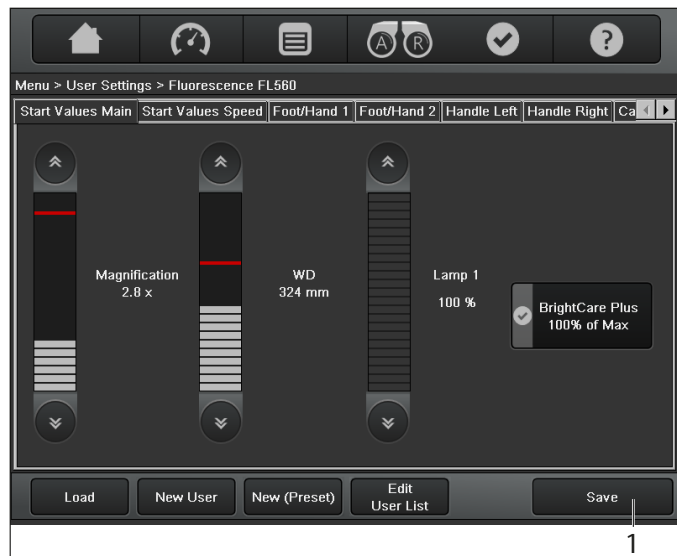 A R ?
Menu > User Settings > Fluorescence FL560
Start Values Main Start Values Speed Foot/Hand 1 Foot/Hand 2 Handle Left Handle Right Ca
Magnification
2.8 x
WD
324 mm
Lamp 1
100 %
BrightCare Plus
100% of Max
Load
New User
New (Preset)
Edit
User List
Save
1